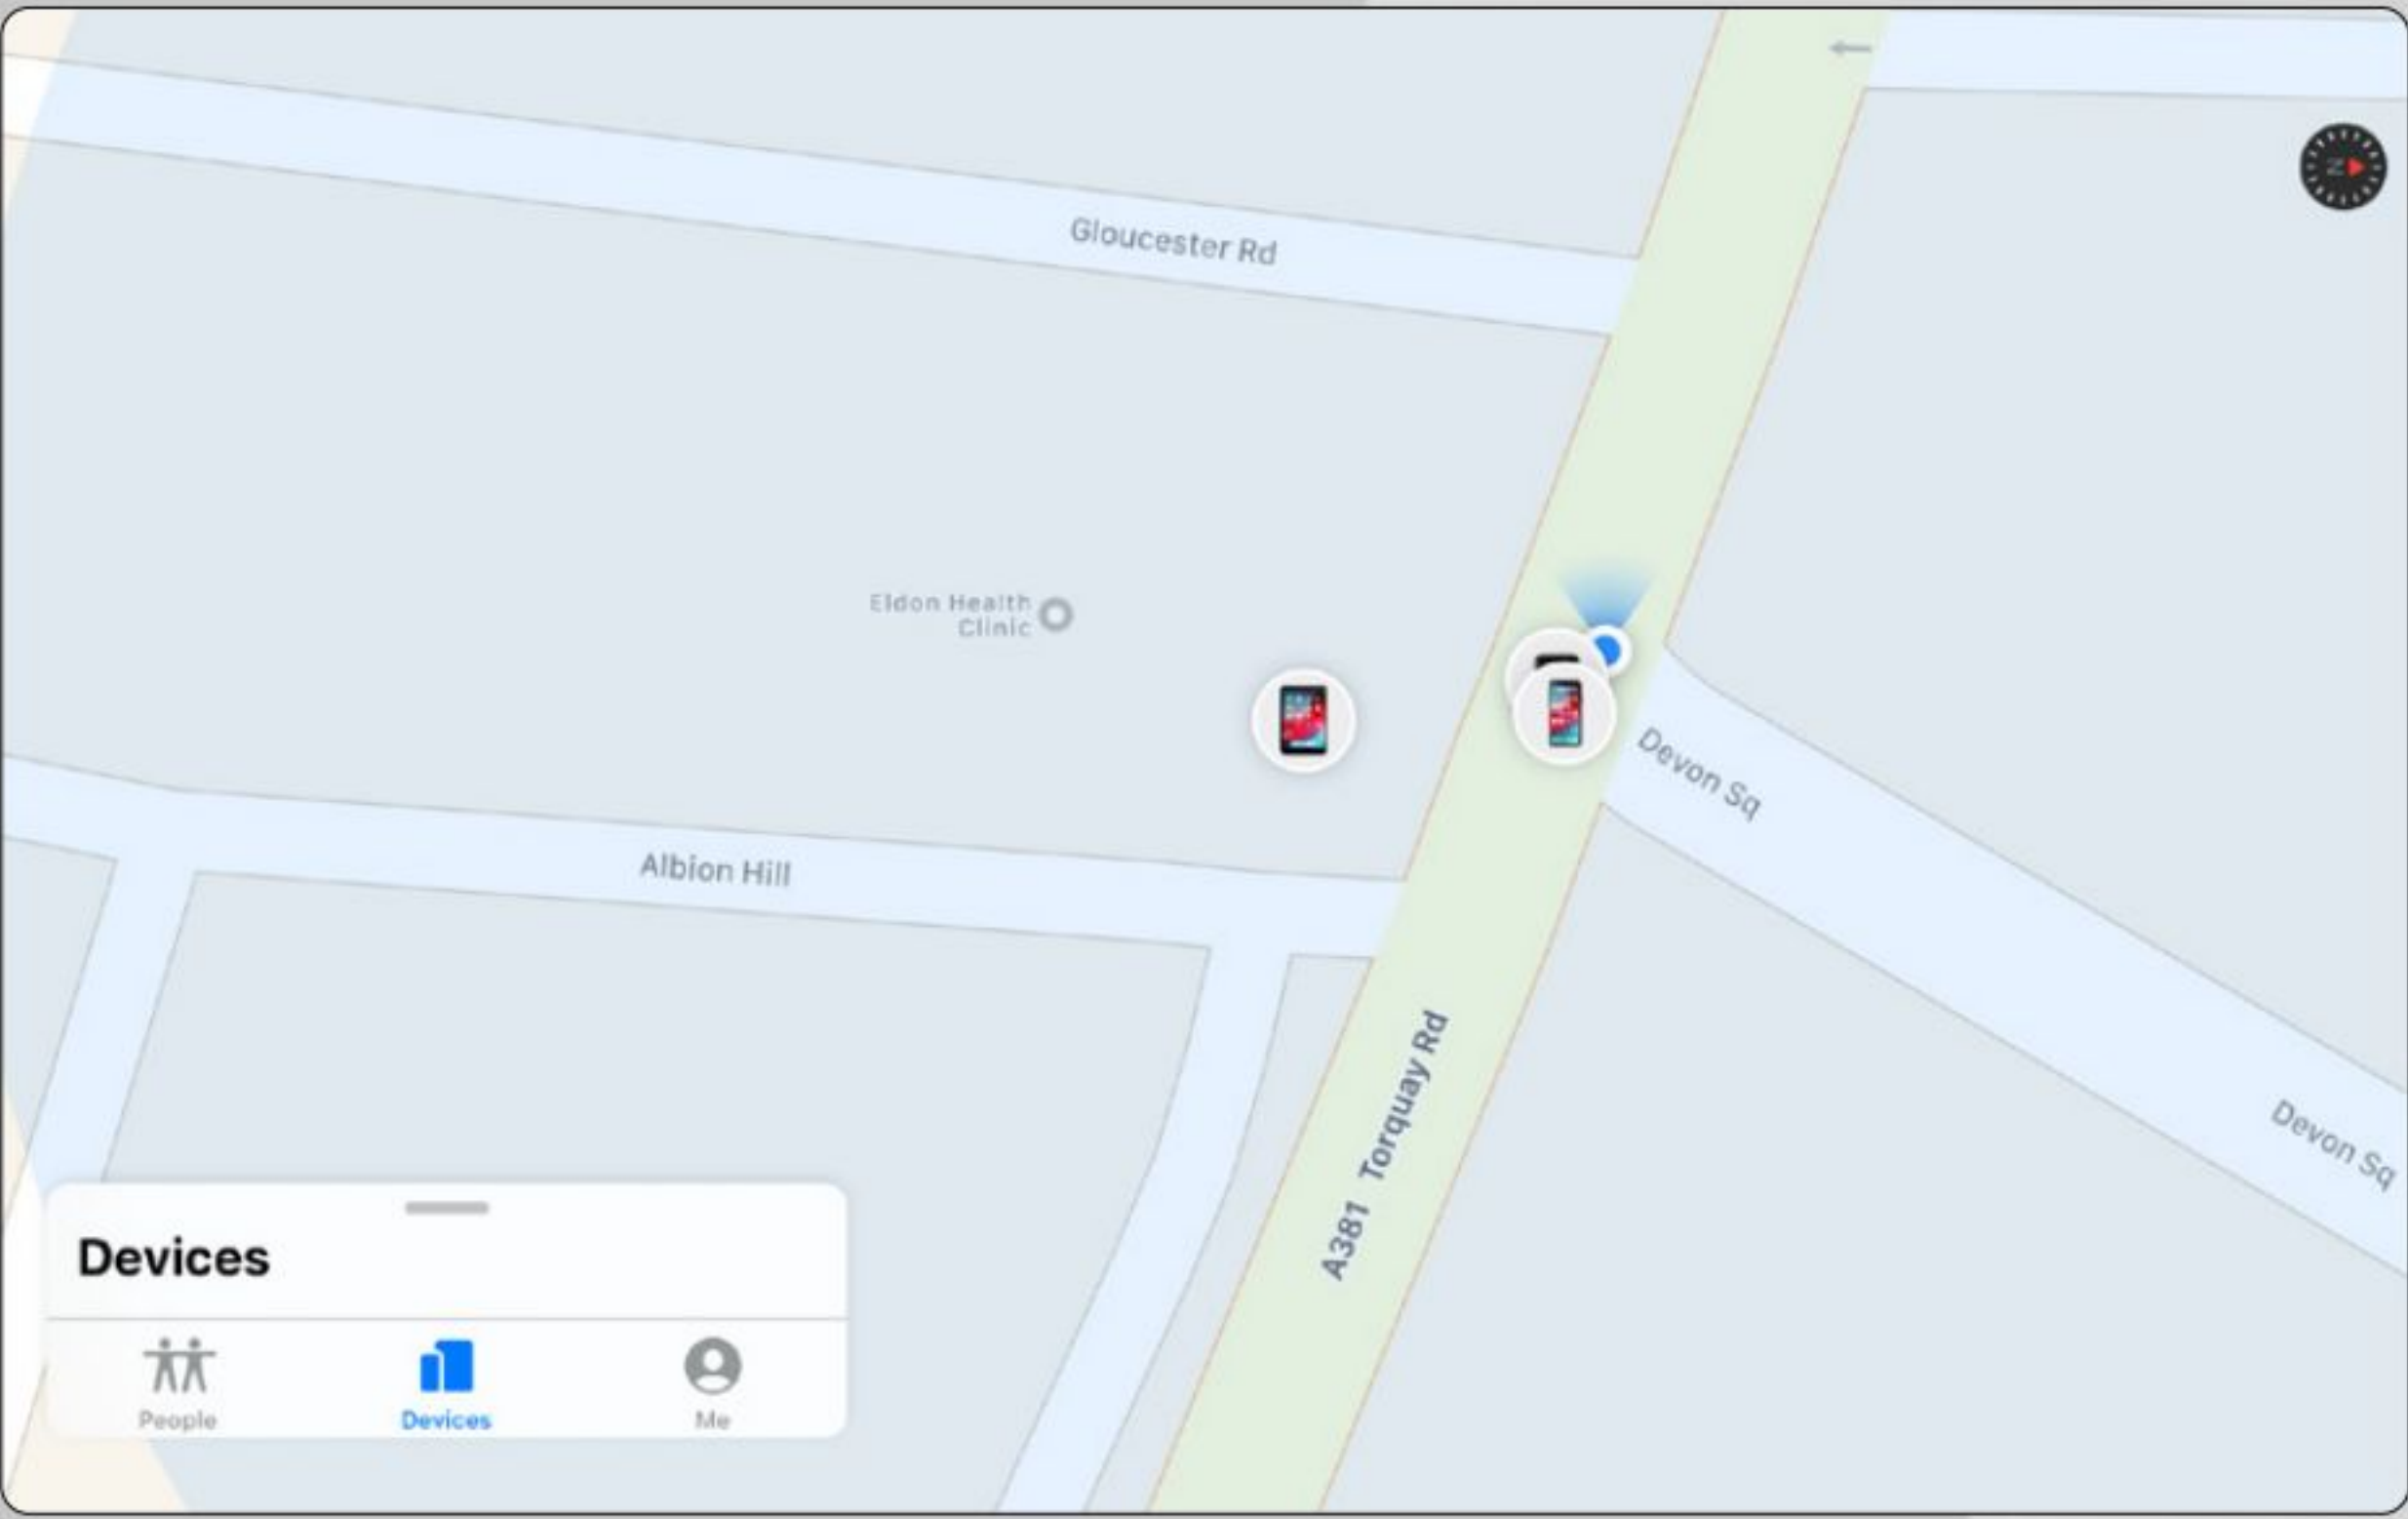 Gloucester Rd
Eldon Health
Clinic
Devon Sq
Albion Hill
A381 Torquay Rd
Devon Sq
Devices
People
Devices
Me